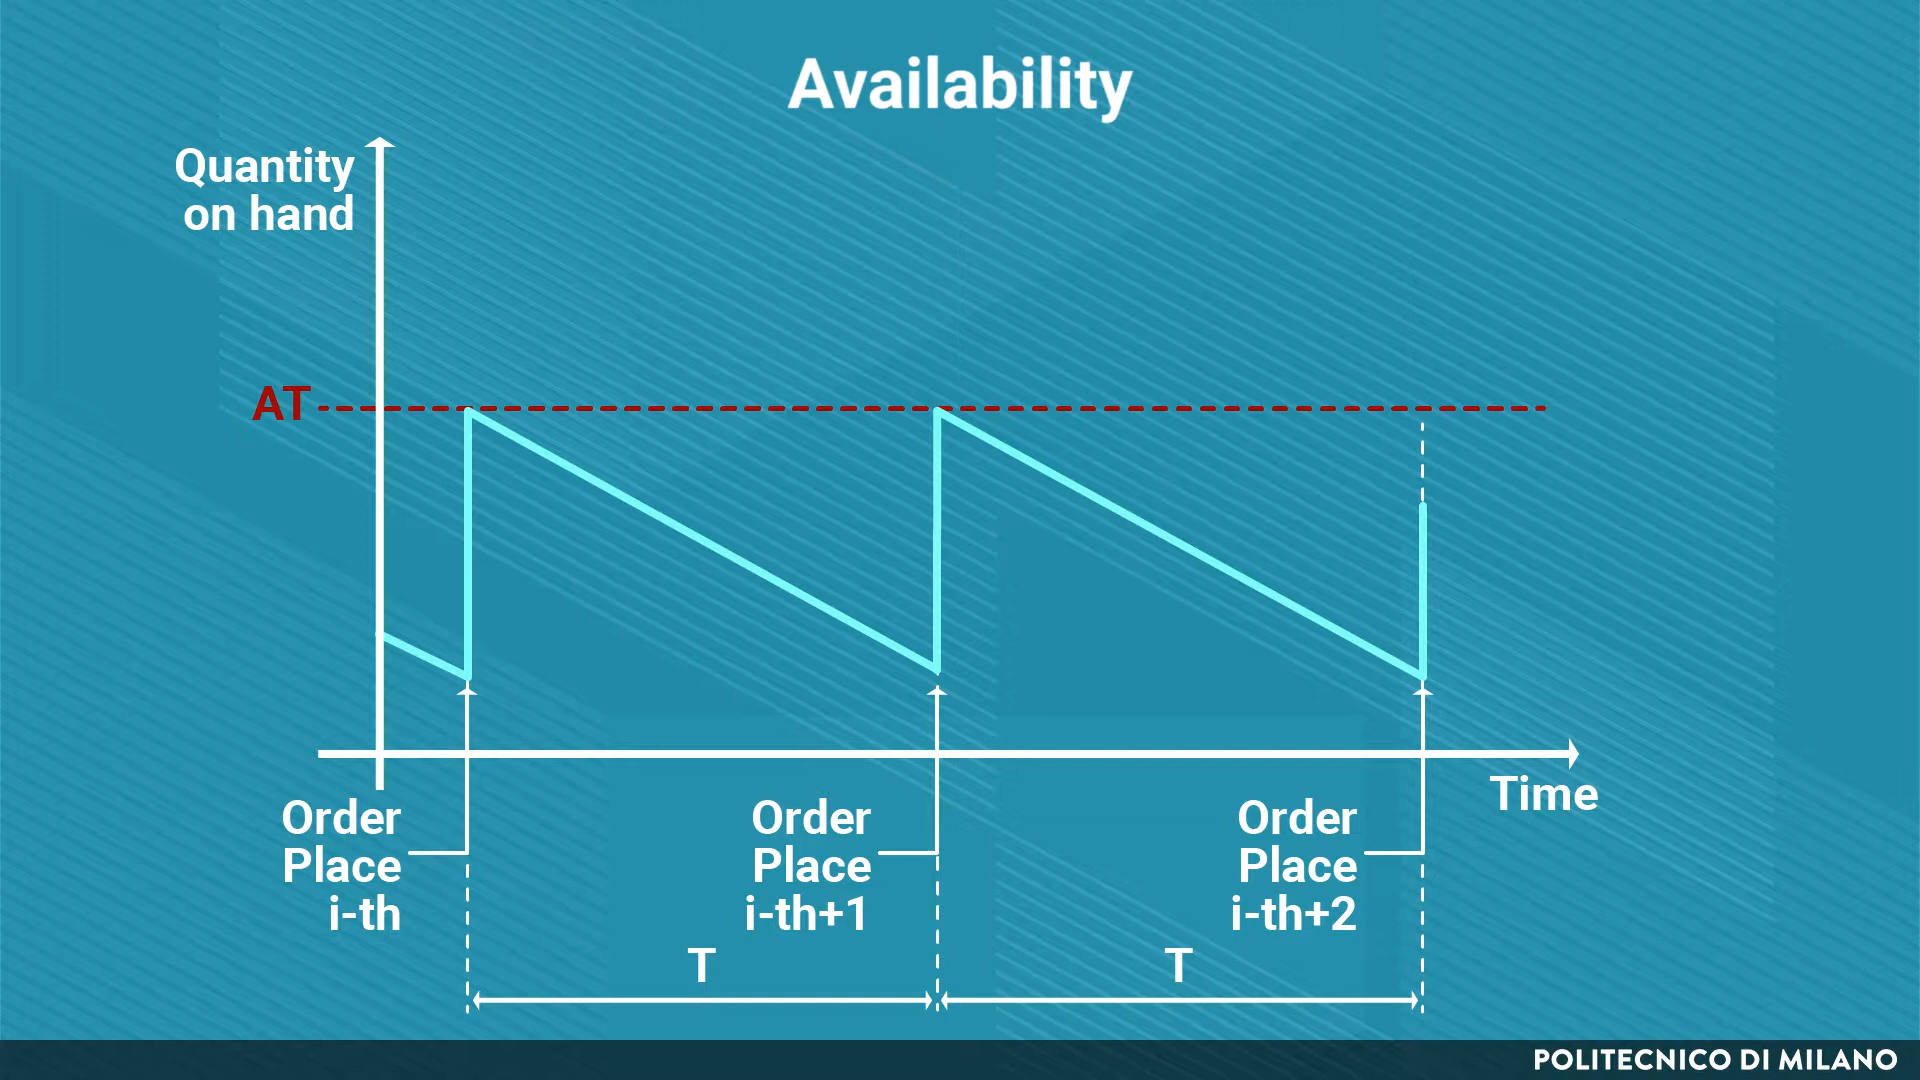 Availability
Quantity
on hand
AT
Time
Order
Place
i-th
Order
Place
i-th+1
Order
Place
i-th+2
T
T
POLITECNICO DI MILANO